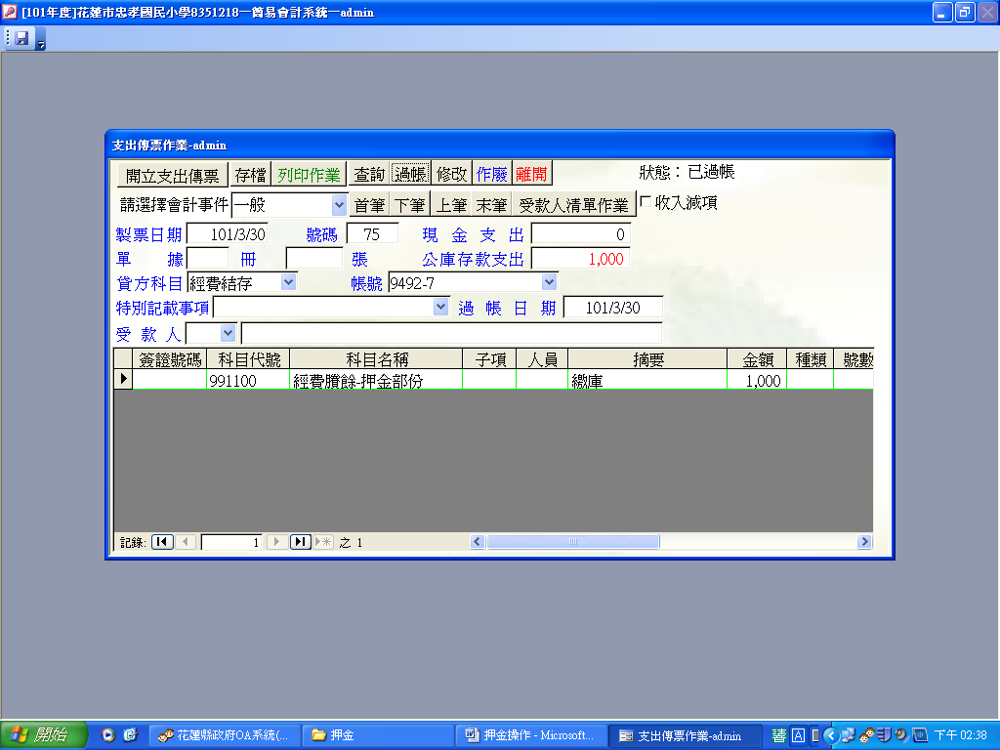 [101年度]花蓮市忠孝國民小學8351218—簡易會計系統—admin
支出傳票作業-admin
開立支出傳票 存檔 列印作業 查詢 過帳 修改 作廢 離開 狀態：已過帳
請選擇會計事件 一般 首筆 下筆 上筆 末筆 受款人清單作業 收入減項
製票日期 101/3/30 號碼 75 現金支出 0
單據 冊 張 公庫存款支出 1,000
貸方科目 經費結存 帳號 9492-7
特別記載事項 過帳日期 101/3/30
受款人
簽證號碼 科目代號 科目名稱 子項 人員 摘要 金額 種類 號數
991100 經費賸餘-押金部份 繳庫 1,000
記錄: 1 之 1
開始 花蓮縣政府OA系統(... 押金 押金操作 - Microsoft... 支出傳票作業-admin A 下午 02:38